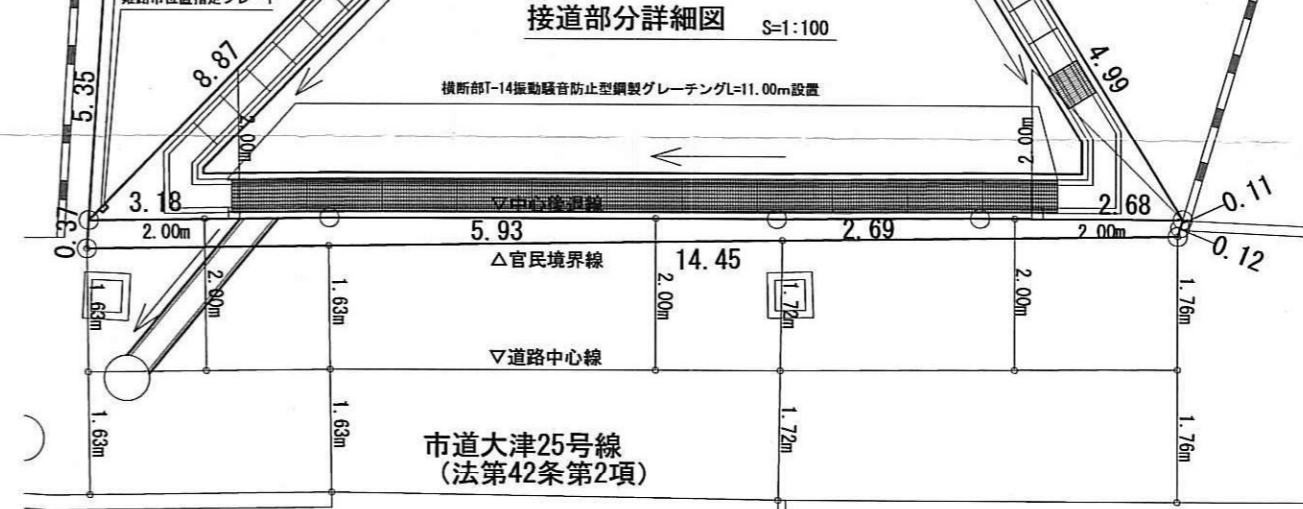 接道部分詳細図 S=1:100
8.87
4.99
5.35
横断部T-14振動騒音防止型鋼製グレーチングL=11.00m設置
2.00m
2.00m
0.11
3.18
▽中心後退線
2.68
0.37
2.00m
5.93
2.69
2.00m
0.12
△官民境界線
14.45
1.63m
2.00m
1.63m
2.00m
1.72m
2.00m
1.76m
▽道路中心線
1.63m
1.63m
1.72m
1.76m
市道大津25号線
(法第42条第2項)